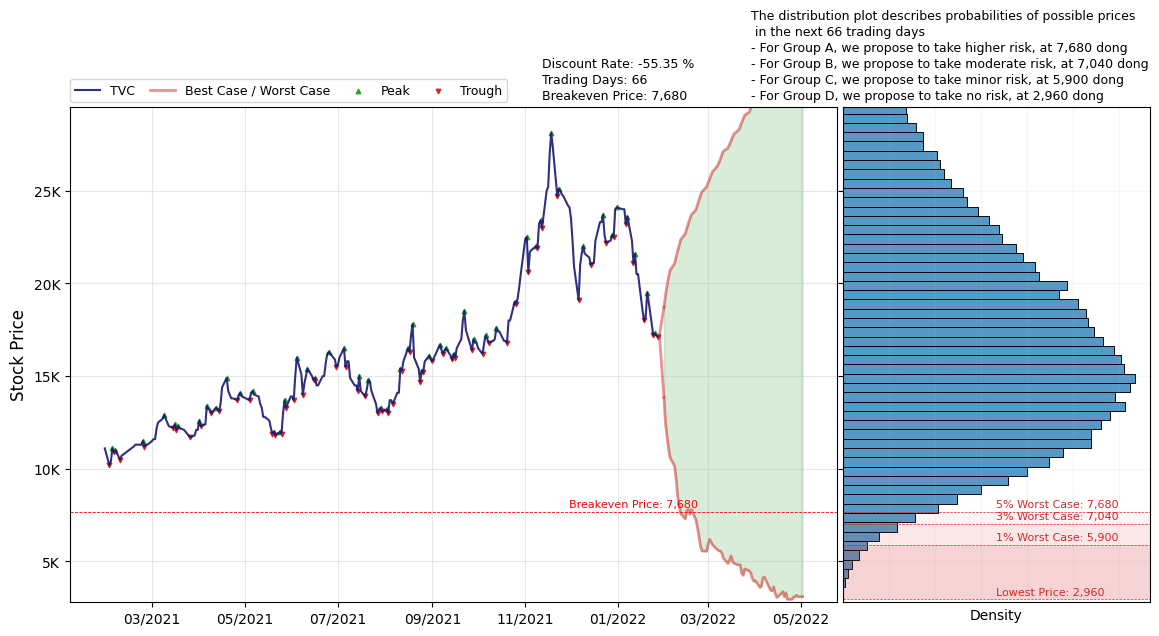 The distribution plot describes probabilities of possible prices
in the next 66 trading days
- For Group A, we propose to take higher risk, at 7,680 dong
- For Group B, we propose to take moderate risk, at 7,040 dong
- For Group C, we propose to take minor risk, at 5,900 dong
- For Group D, we propose to take no risk, at 2,960 dong
Discount Rate: -55.35 %
Trading Days: 66
Breakeven Price: 7,680
TVC Best Case / Worst Case Peak Trough
Stock Price
25K
20K
15K
10K
5K
Breakeven Price: 7,680
03/2021 05/2021 07/2021 09/2021 11/2021 01/2022 03/2022 05/2022
5% Worst Case: 7,680
3% Worst Case: 7,040
1% Worst Case: 5,900
Lowest Price: 2,960
Density